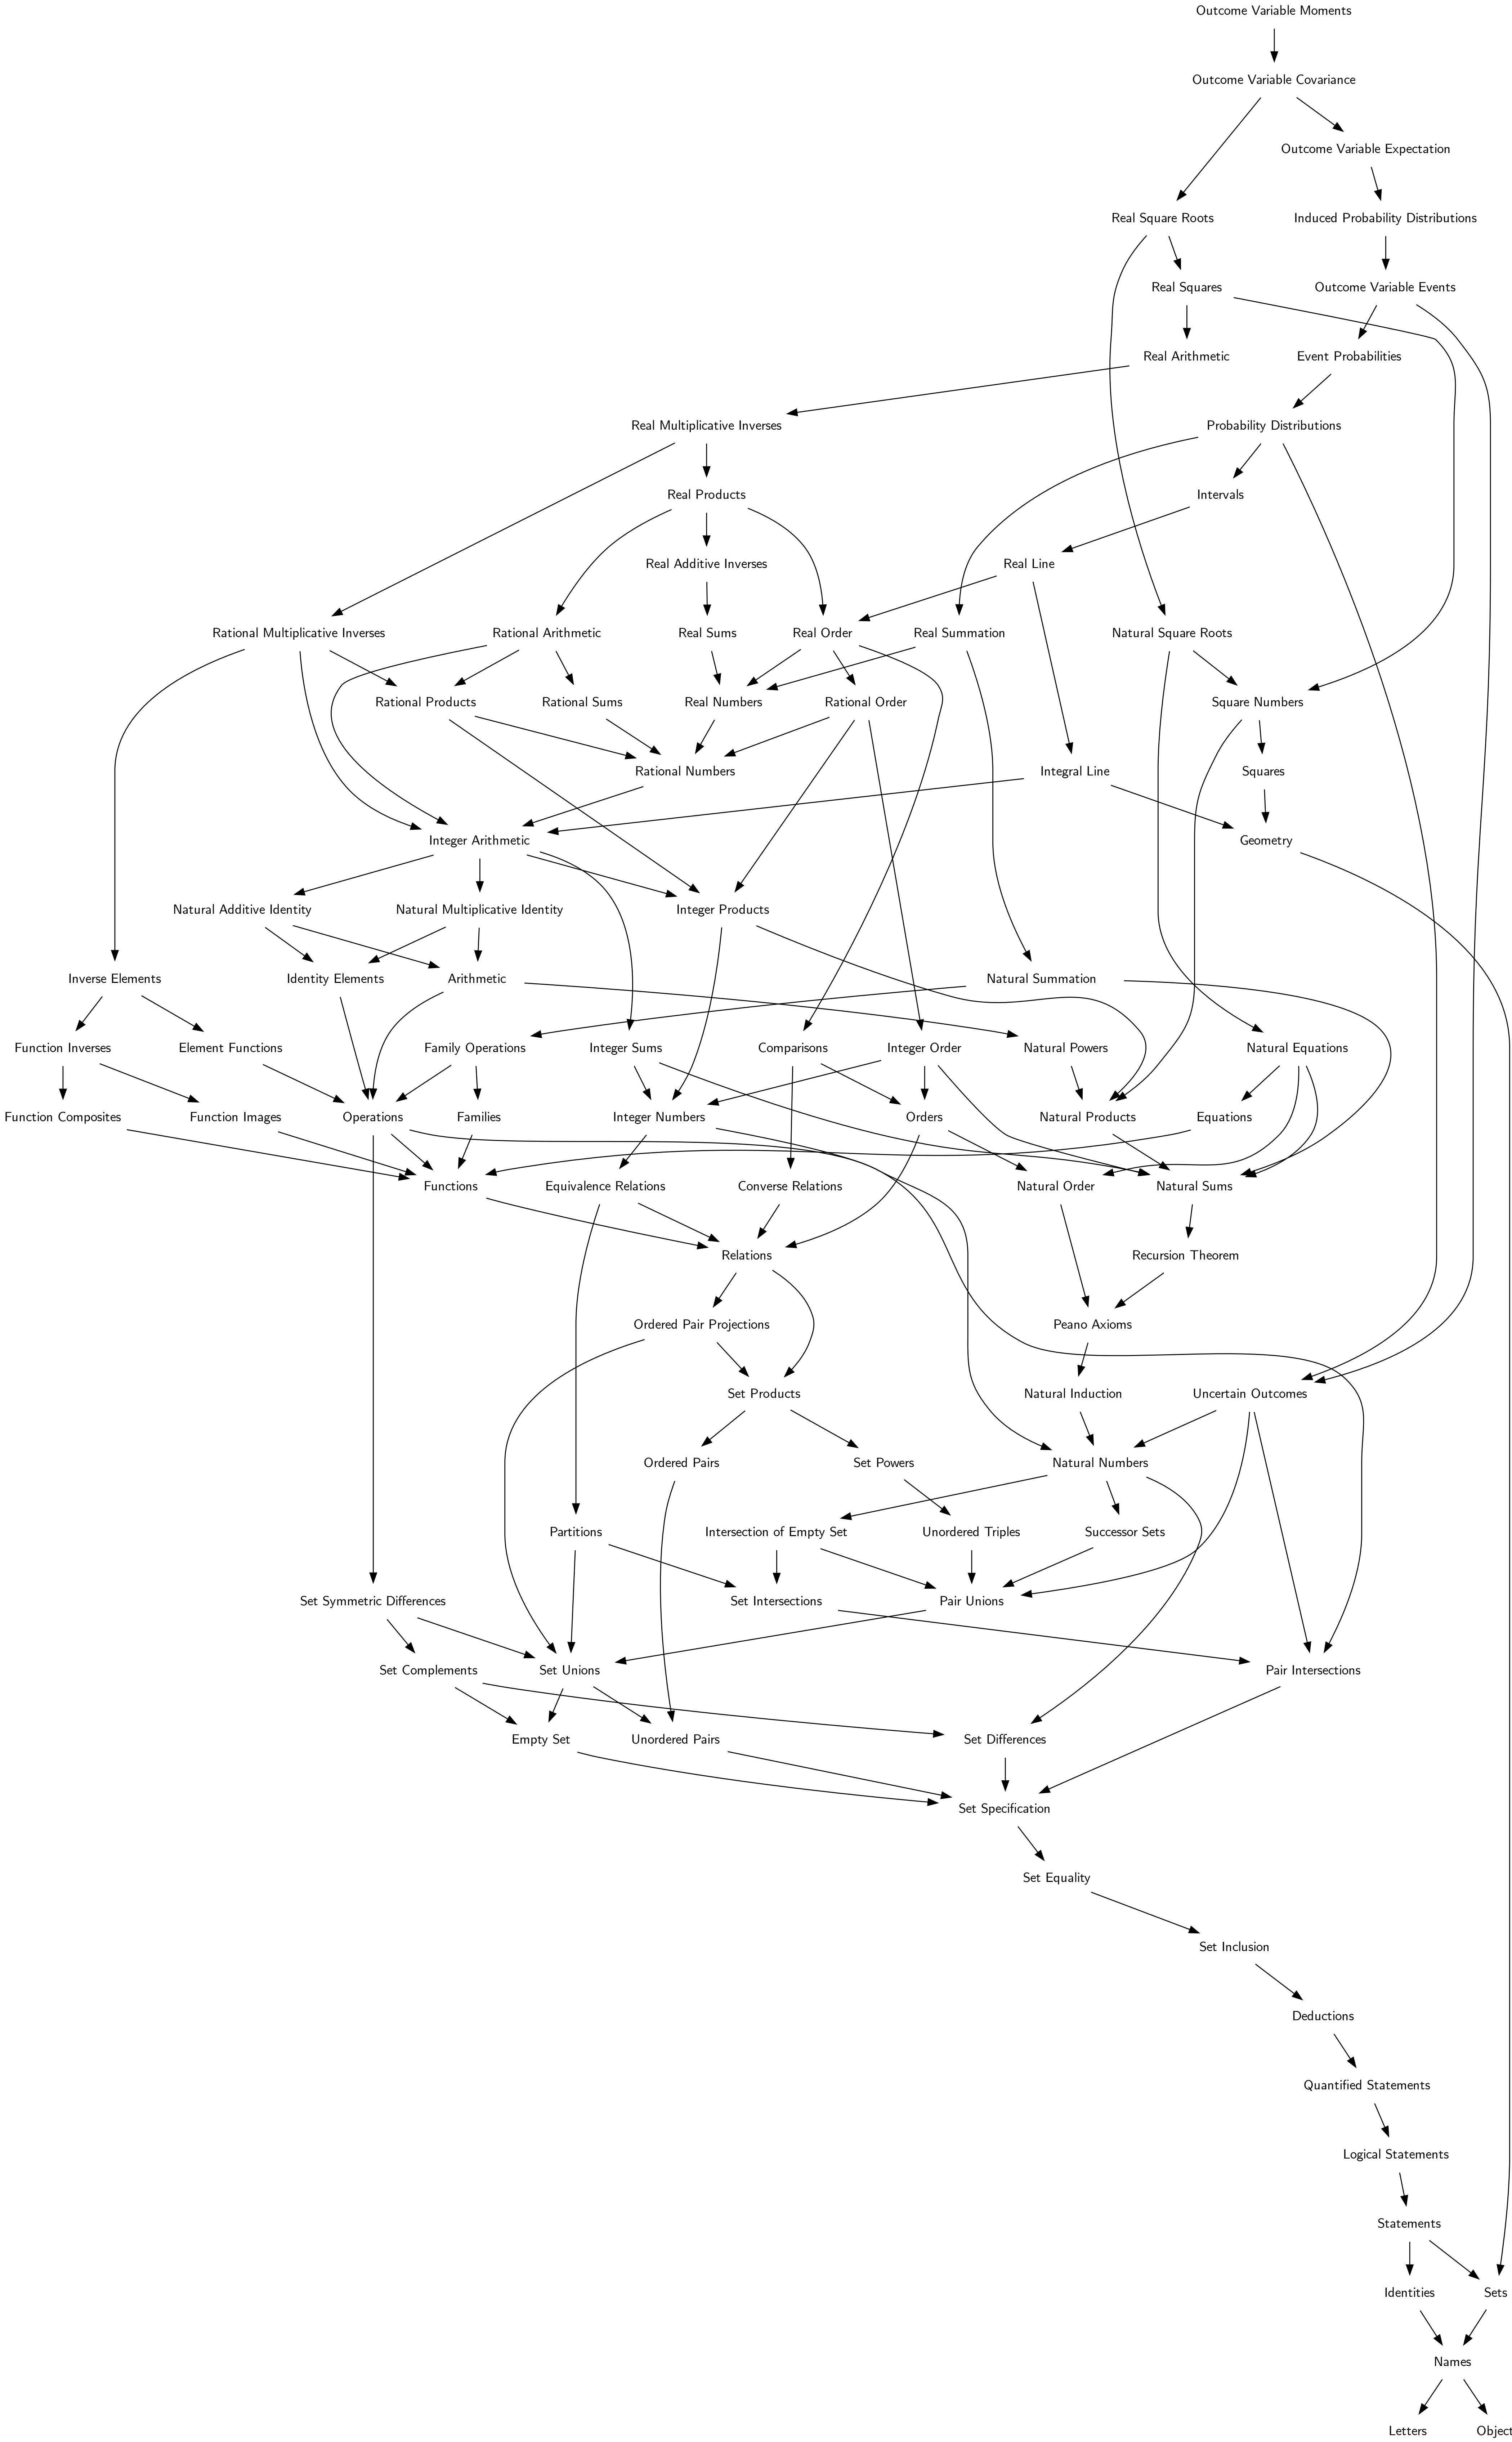 Outcome Variable Moments
Outcome Variable Covariance
Outcome Variable Expectation
Real Square Roots
Induced Probability Distributions
Real Squares
Outcome Variable Events
Real Arithmetic
Event Probabilities
Real Multiplicative Inverses
Probability Distributions
Real Products
Intervals
Real Additive Inverses
Real Line
Rational Multiplicative Inverses
Rational Arithmetic
Real Sums
Real Order
Real Summation
Natural Square Roots
Rational Products
Rational Sums
Real Numbers
Rational Order
Square Numbers
Rational Numbers
Integral Line
Squares
Integer Arithmetic
Geometry
Natural Additive Identity
Natural Multiplicative Identity
Integer Products
Inverse Elements
Identity Elements
Arithmetic
Natural Summation
Function Inverses
Element Functions
Family Operations
Integer Sums
Comparisons
Integer Order
Natural Powers
Natural Equations
Function Composites
Function Images
Operations
Families
Integer Numbers
Orders
Natural Products
Equations
Functions
Equivalence Relations
Converse Relations
Natural Order
Natural Sums
Relations
Recursion Theorem
Ordered Pair Projections
Peano Axioms
Set Products
Natural Induction
Uncertain Outcomes
Ordered Pairs
Set Powers
Natural Numbers
Partitions
Intersection of Empty Set
Unordered Triples
Successor Sets
Set Symmetric Differences
Set Intersections
Pair Unions
Set Complements
Set Unions
Pair Intersections
Empty Set
Unordered Pairs
Set Differences
Set Specification
Set Equality
Set Inclusion
Deductions
Quantified Statements
Logical Statements
Statements
Identities
Sets
Names
Letters
Object